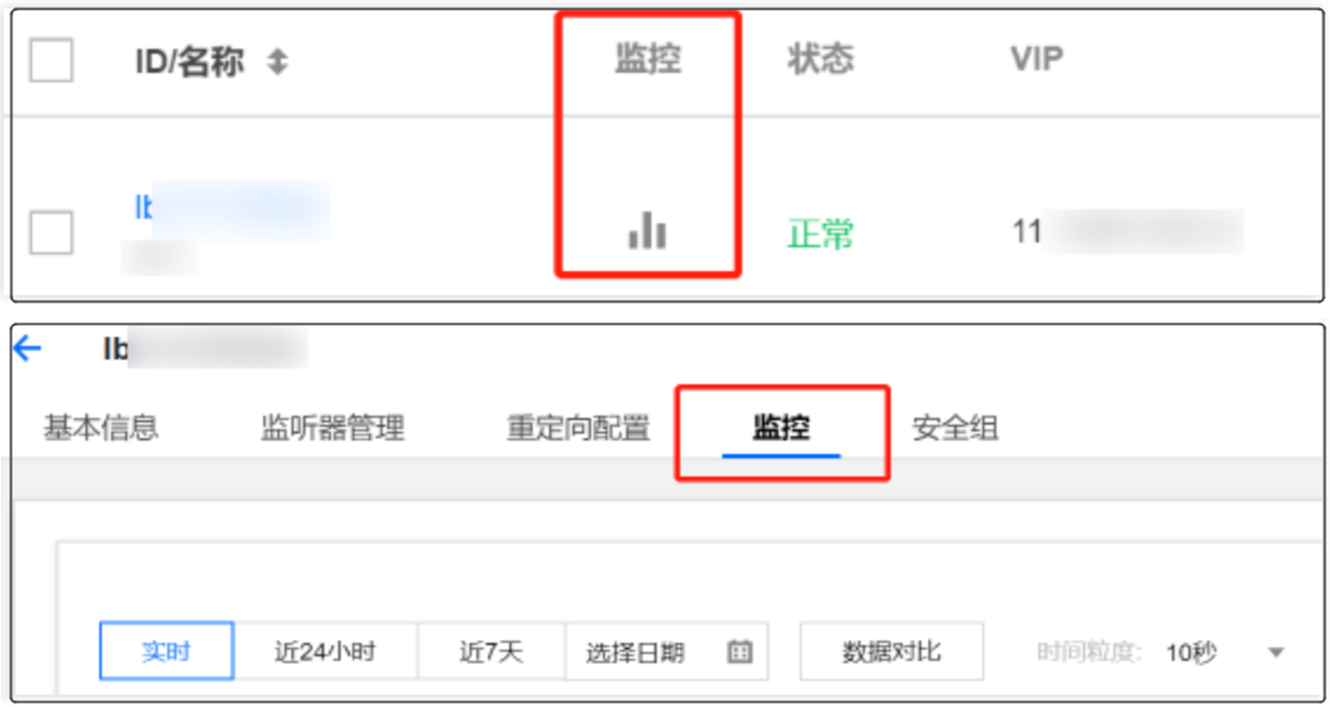 ID/名称 监控 状态 VIP
lb
正常 11
lb
基本信息 监听器管理 重定向配置 监控 安全组
实时 近24小时 近7天 选择日期 数据对比 时间粒度: 10秒